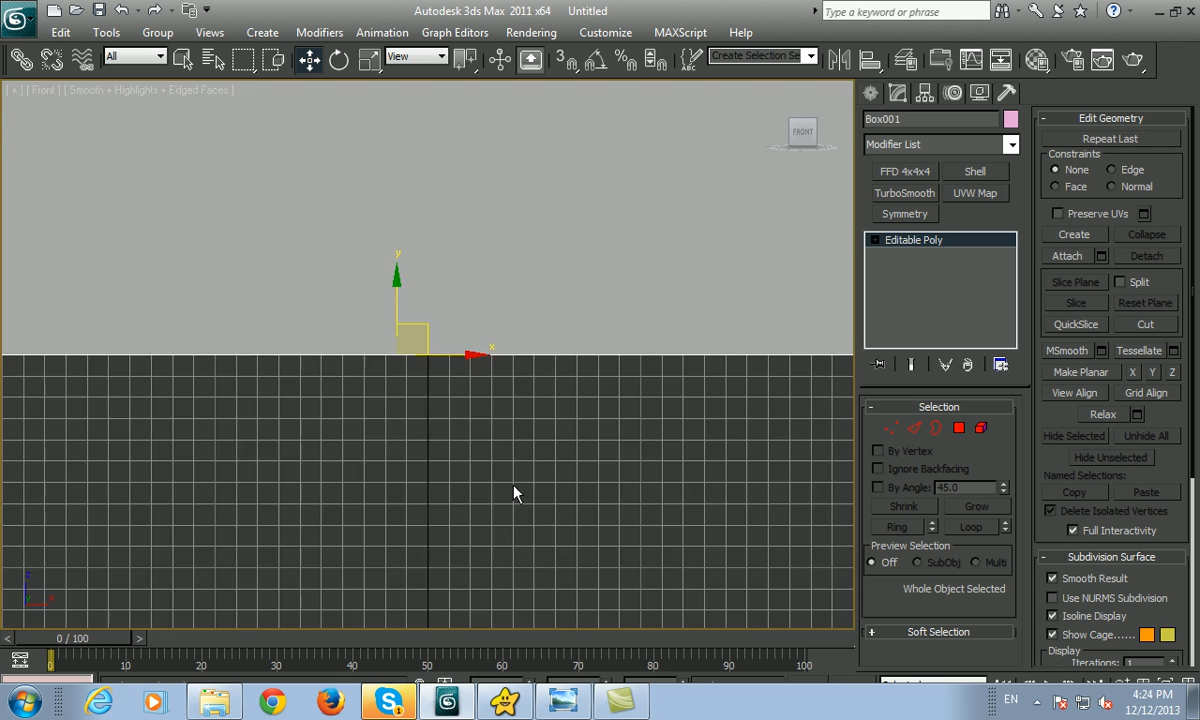 Autodesk 3ds Max 2011 x64 Untitled
Type a keyword or phrase
Edit Tools Group Views Create Modifiers Animation Graph Editors Rendering Customize MAXScript Help
All View Create Selection Se
[ + ] [ Front ] [ Smooth + Highlights + Edged Faces ]
FRONT
y
x
z
x
Box001
Modifier List
FFD 4x4x4 Shell
TurboSmooth UVW Map
Symmetry
Editable Poly
Selection
By Vertex
Ignore Backfacing
By Angle: 45.0
Shrink Grow
Ring Loop
Preview Selection
Off SubObj Multi
Whole Object Selected
Soft Selection
Edit Geometry
Repeat Last
Constraints
None Edge
Face Normal
Preserve UVs
Create Collapse
Attach Detach
Slice Plane Split
Slice Reset Plane
QuickSlice Cut
MSmooth Tessellate
Make Planar X Y Z
View Align Grid Align
Relax
Hide Selected Unhide All
Hide Unselected
Named Selections:
Copy Paste
Delete Isolated Vertices
Full Interactivity
Subdivision Surface
Smooth Result
Use NURMS Subdivision
Isoline Display
Show Cage......
Display
Iterations: 1
0 / 100
0 10 20 30 40 50 60 70 80 90 100
EN
4:24 PM
12/12/2013